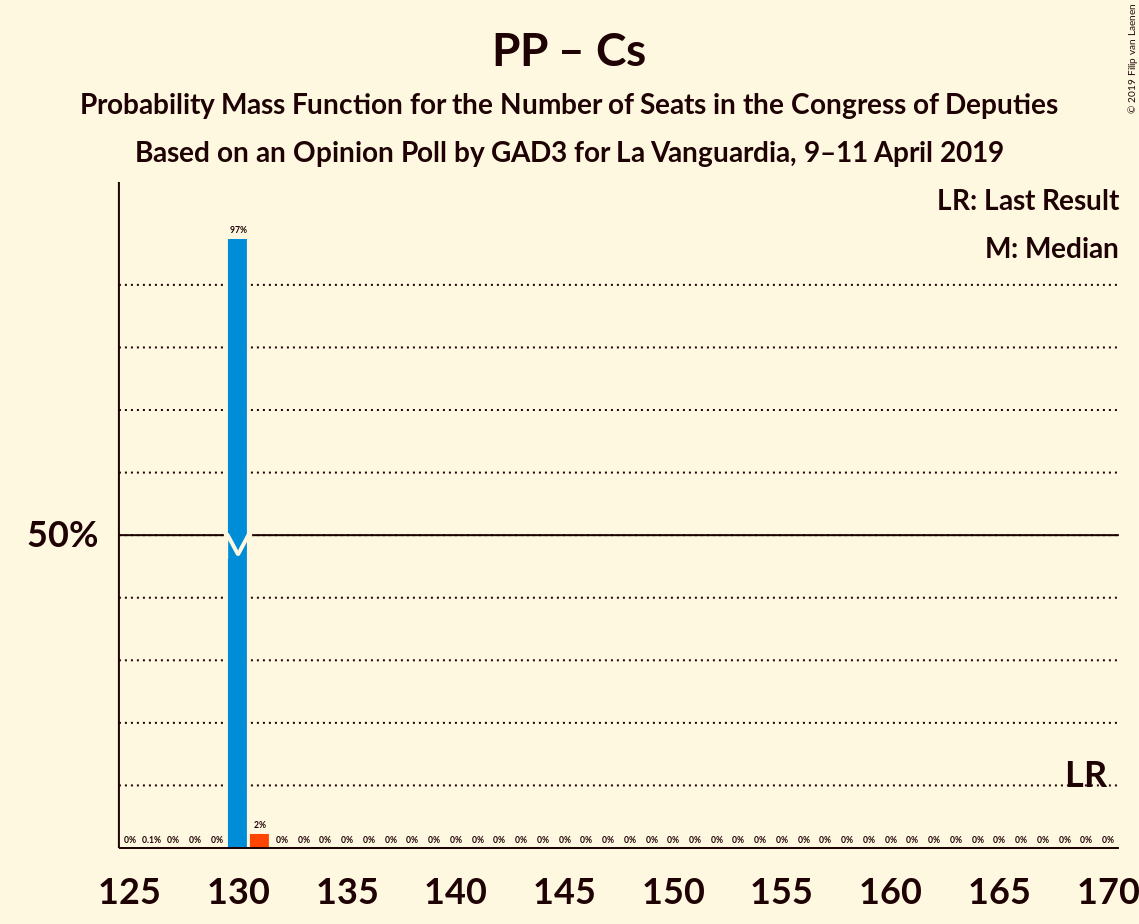 PP – Cs
Probability Mass Function for the Number of Seats in the Congress of Deputies
Based on an Opinion Poll by GAD3 for La Vanguardia, 9–11 April 2019
© 2019 Filip van Laenen
LR: Last Result
M: Median
97%
50%
LR
2%
0% 0.1% 0% 0% 0% 0% 0% 0% 0% 0% 0% 0% 0% 0% 0% 0% 0% 0% 0% 0% 0% 0% 0% 0% 0% 0% 0% 0% 0% 0% 0% 0% 0% 0% 0% 0% 0% 0% 0% 0% 0% 0% 0% 0%
125 130 135 140 145 150 155 160 165 170